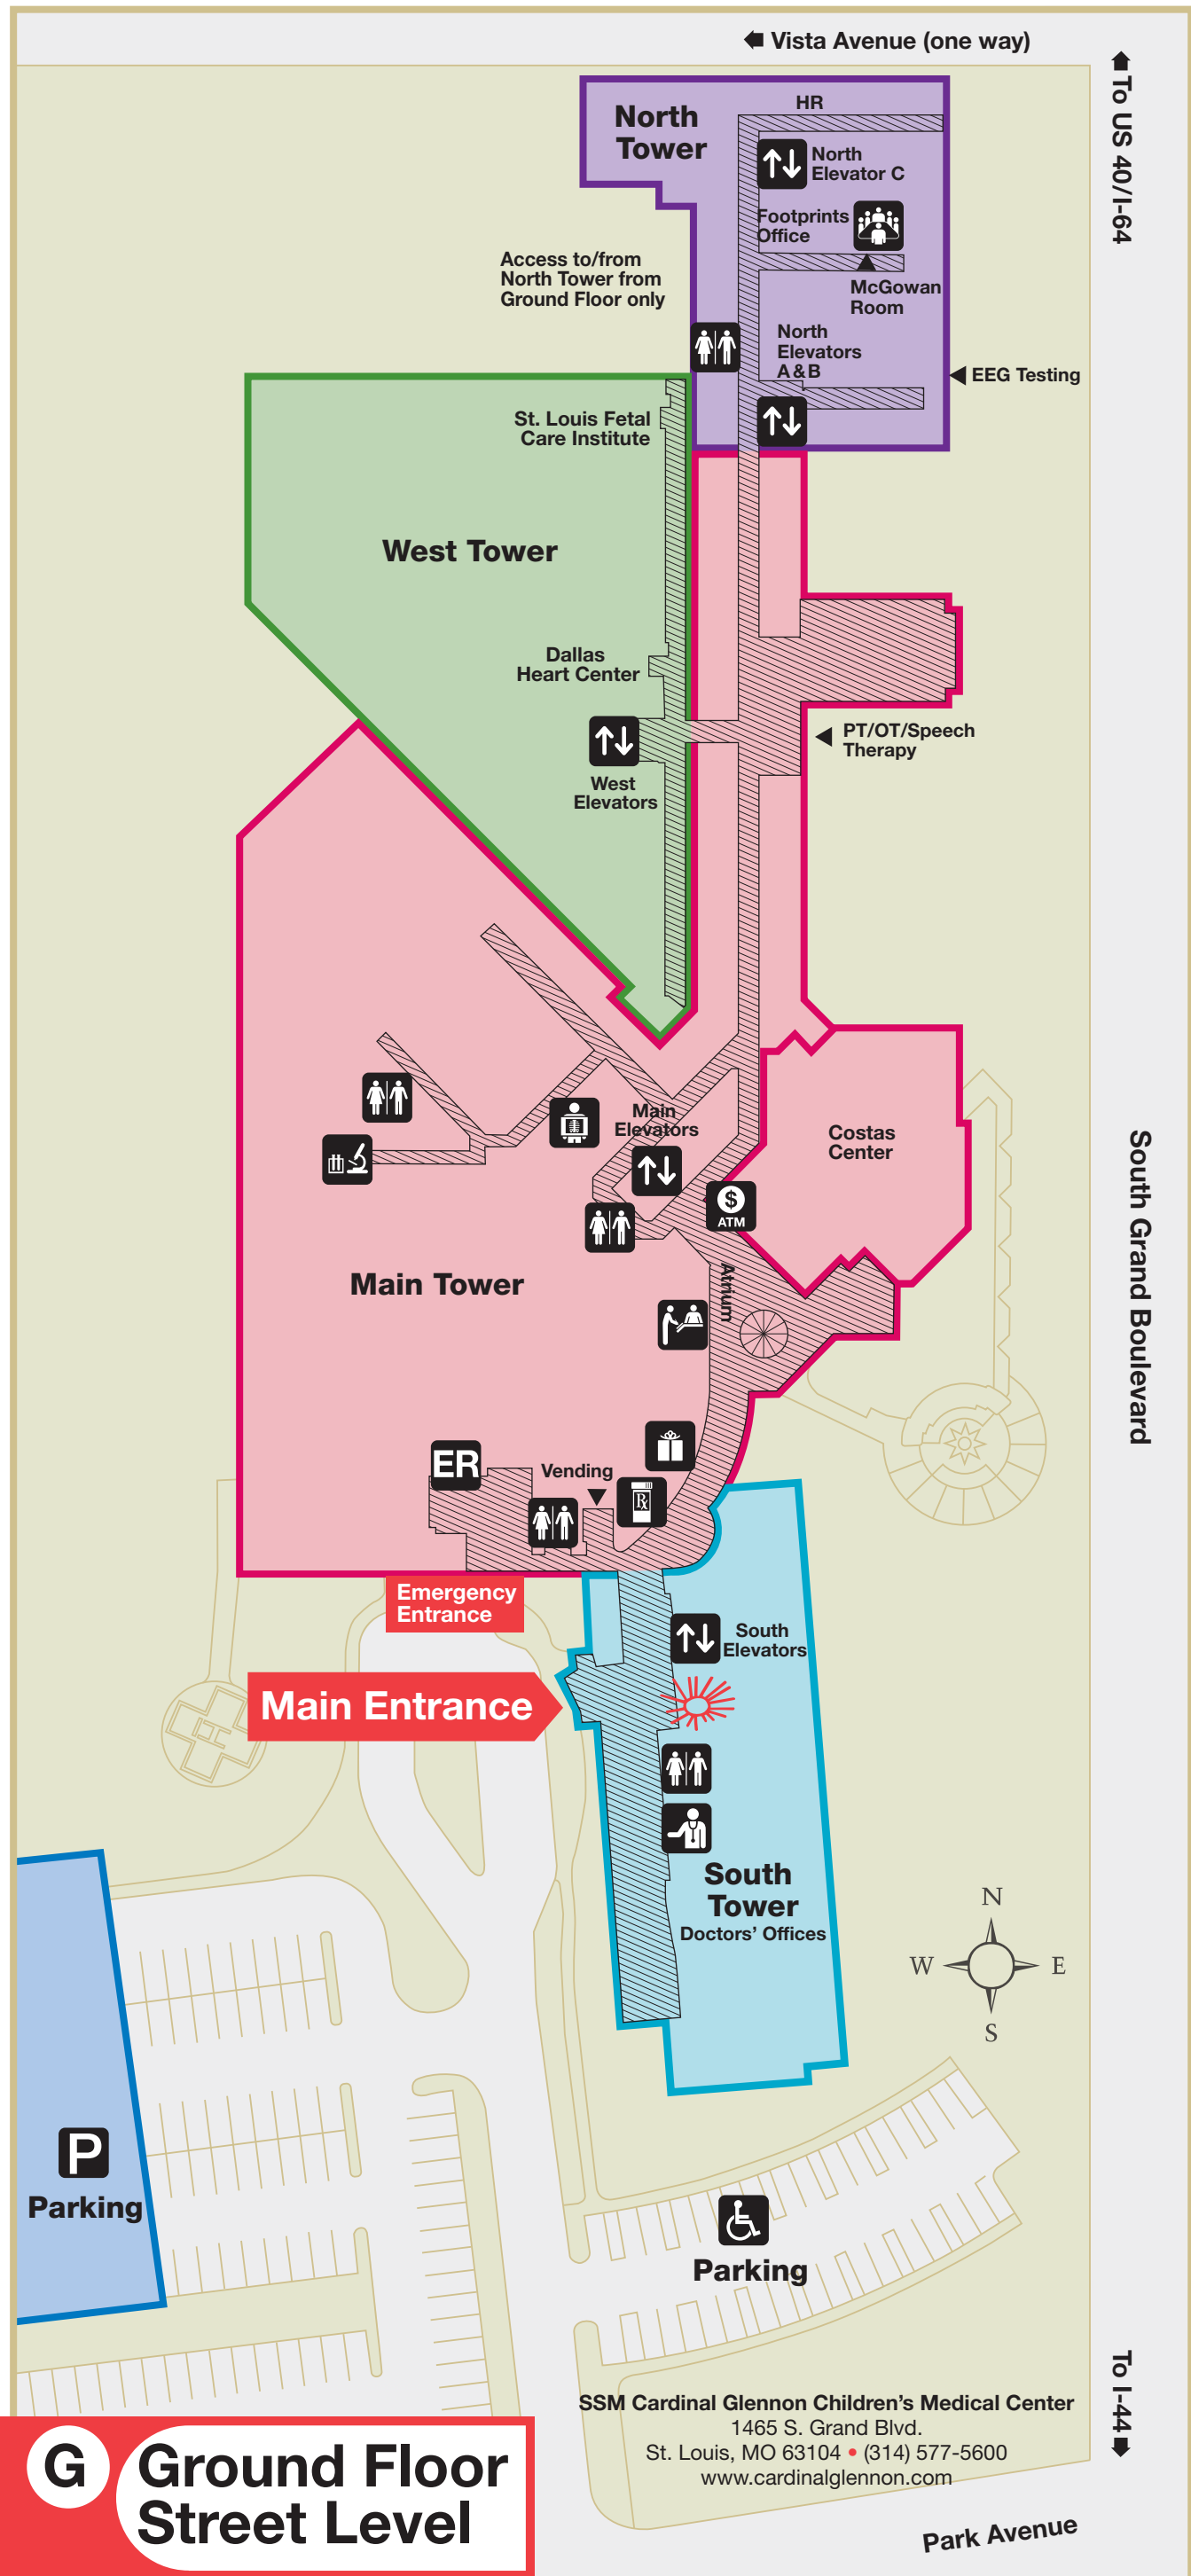 Vista Avenue (one way)
To US 40/I-64
HR
North
Tower
North
Elevator C
Footprints
Office
Access to/from
North Tower from
Ground Floor only
McGowan
Room
North
Elevators
A & B
EEG Testing
St. Louis Fetal
Care Institute
West Tower
Dallas
Heart Center
PT/OT/Speech
Therapy
West
Elevators
Main
Elevators
Costas
Center
South Grand Boulevard
$
ATM
Main Tower
Atrium
ER
Vending
Rx
Emergency
Entrance
South
Elevators
Main Entrance
H
South
Tower
Doctors' Offices
N
W
E
S
P
Parking
Parking
To I-44
SSM Cardinal Glennon Children's Medical Center
1465 S. Grand Blvd.
St. Louis, MO 63104 • (314) 577-5600
www.cardinalglennon.com
G
Ground Floor
Street Level
Park Avenue